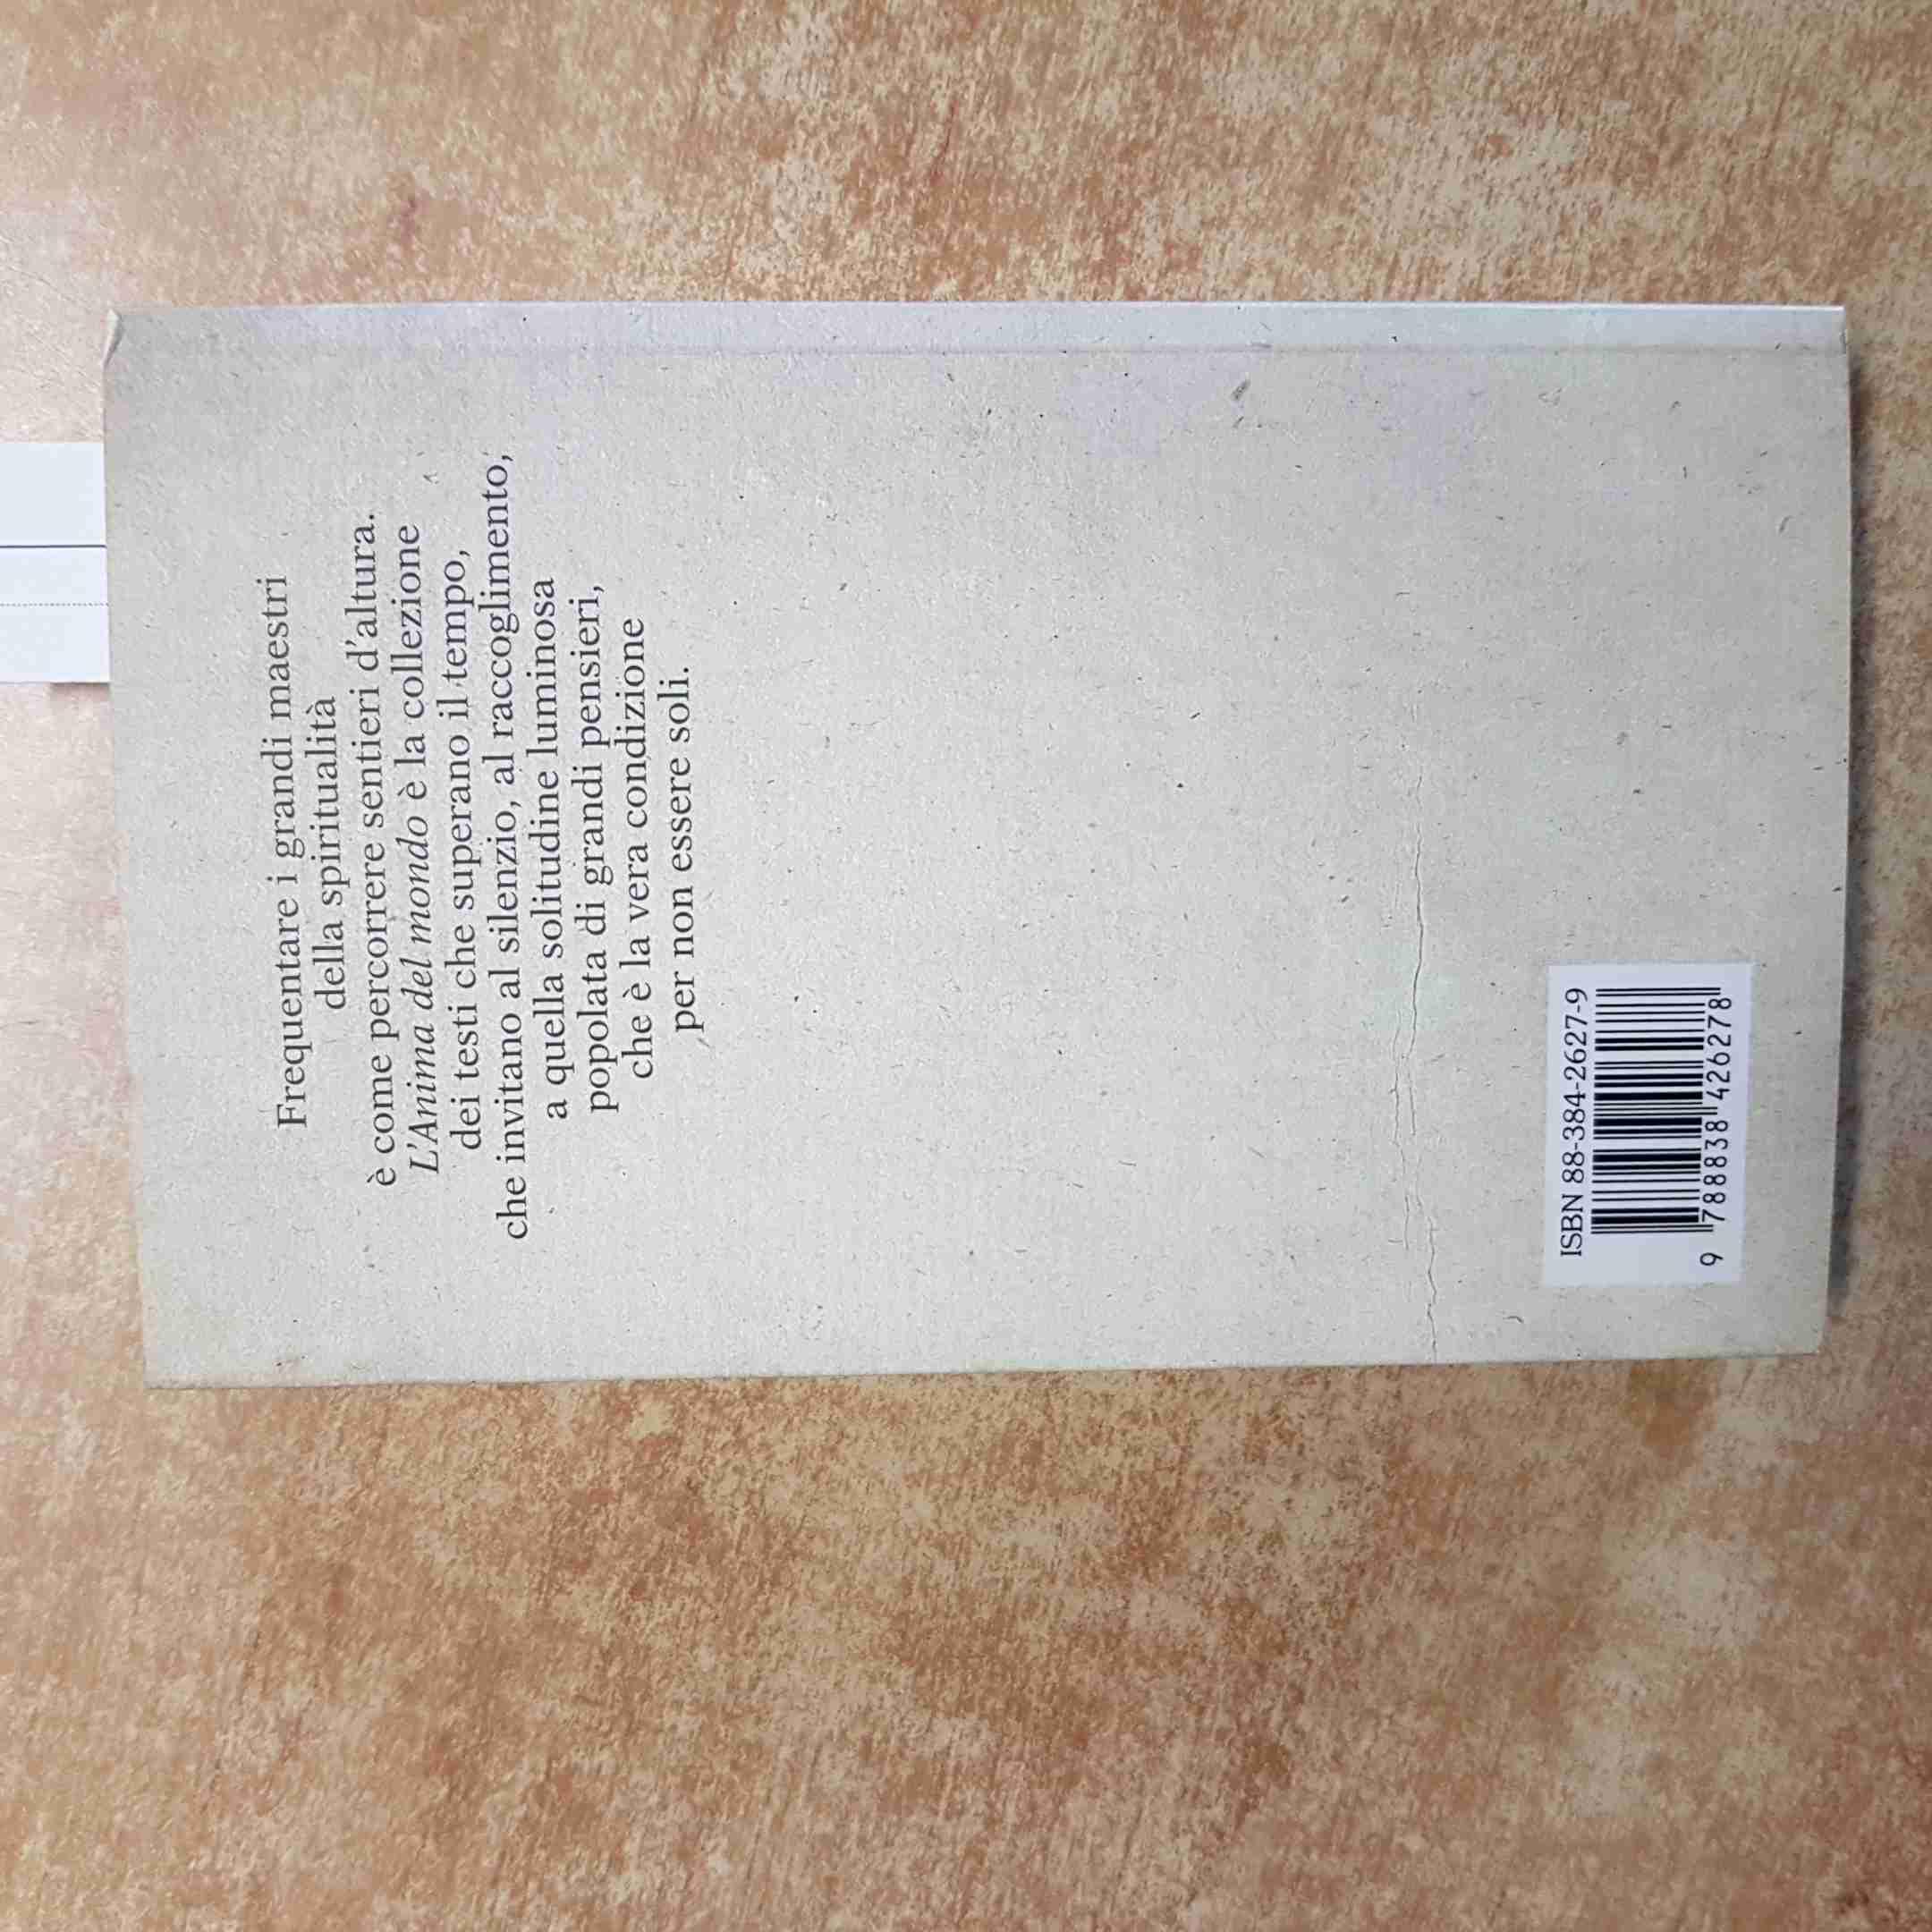 Frequentare i grandi maestri
della spiritualità
è come percorrere sentieri d'altura.
L'Anima del mondo è la collezione
dei testi che superano il tempo,
che invitano al silenzio, al raccoglimento,
a quella solitudine luminosa
popolata di grandi pensieri,
che è la vera condizione
per non essere soli.
ISBN 88-384-2627-9
9 788838 426278